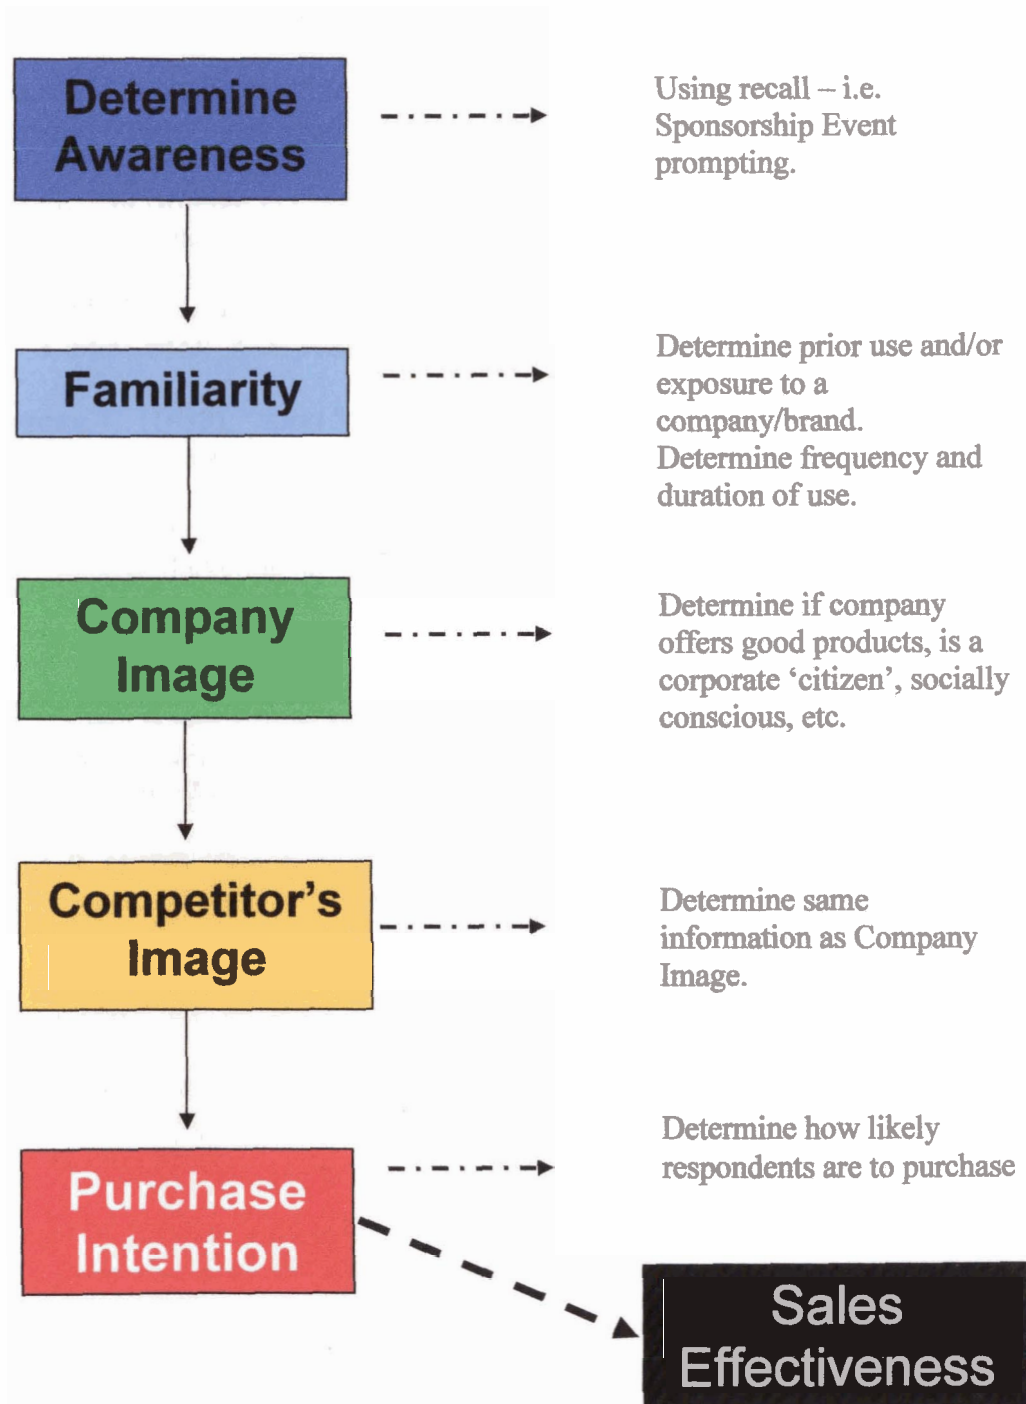 Determine
Awareness
Using recall – i.e.
Sponsorship Event
prompting.
Familiarity
Determine prior use and/or
exposure to a
company/brand.
Determine frequency and
duration of use.
Company
Image
Determine if company
offers good products, is a
corporate ‘citizen’, socially
conscious, etc.
Competitor’s
Image
Determine same
information as Company
Image.
Purchase
Intention
Determine how likely
respondents are to purchase
Sales
Effectiveness